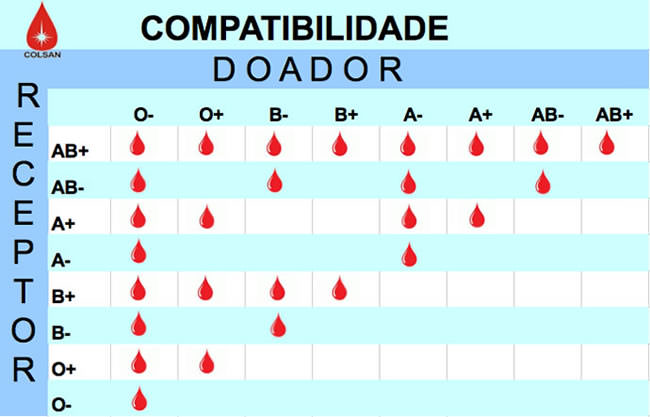 COLSAN
COMPATIBILIDADE
DOADOR
RECEPTOR
O- O+ B- B+ A- A+ AB- AB+
AB+
AB-
A+
A-
B+
B-
O+
O-